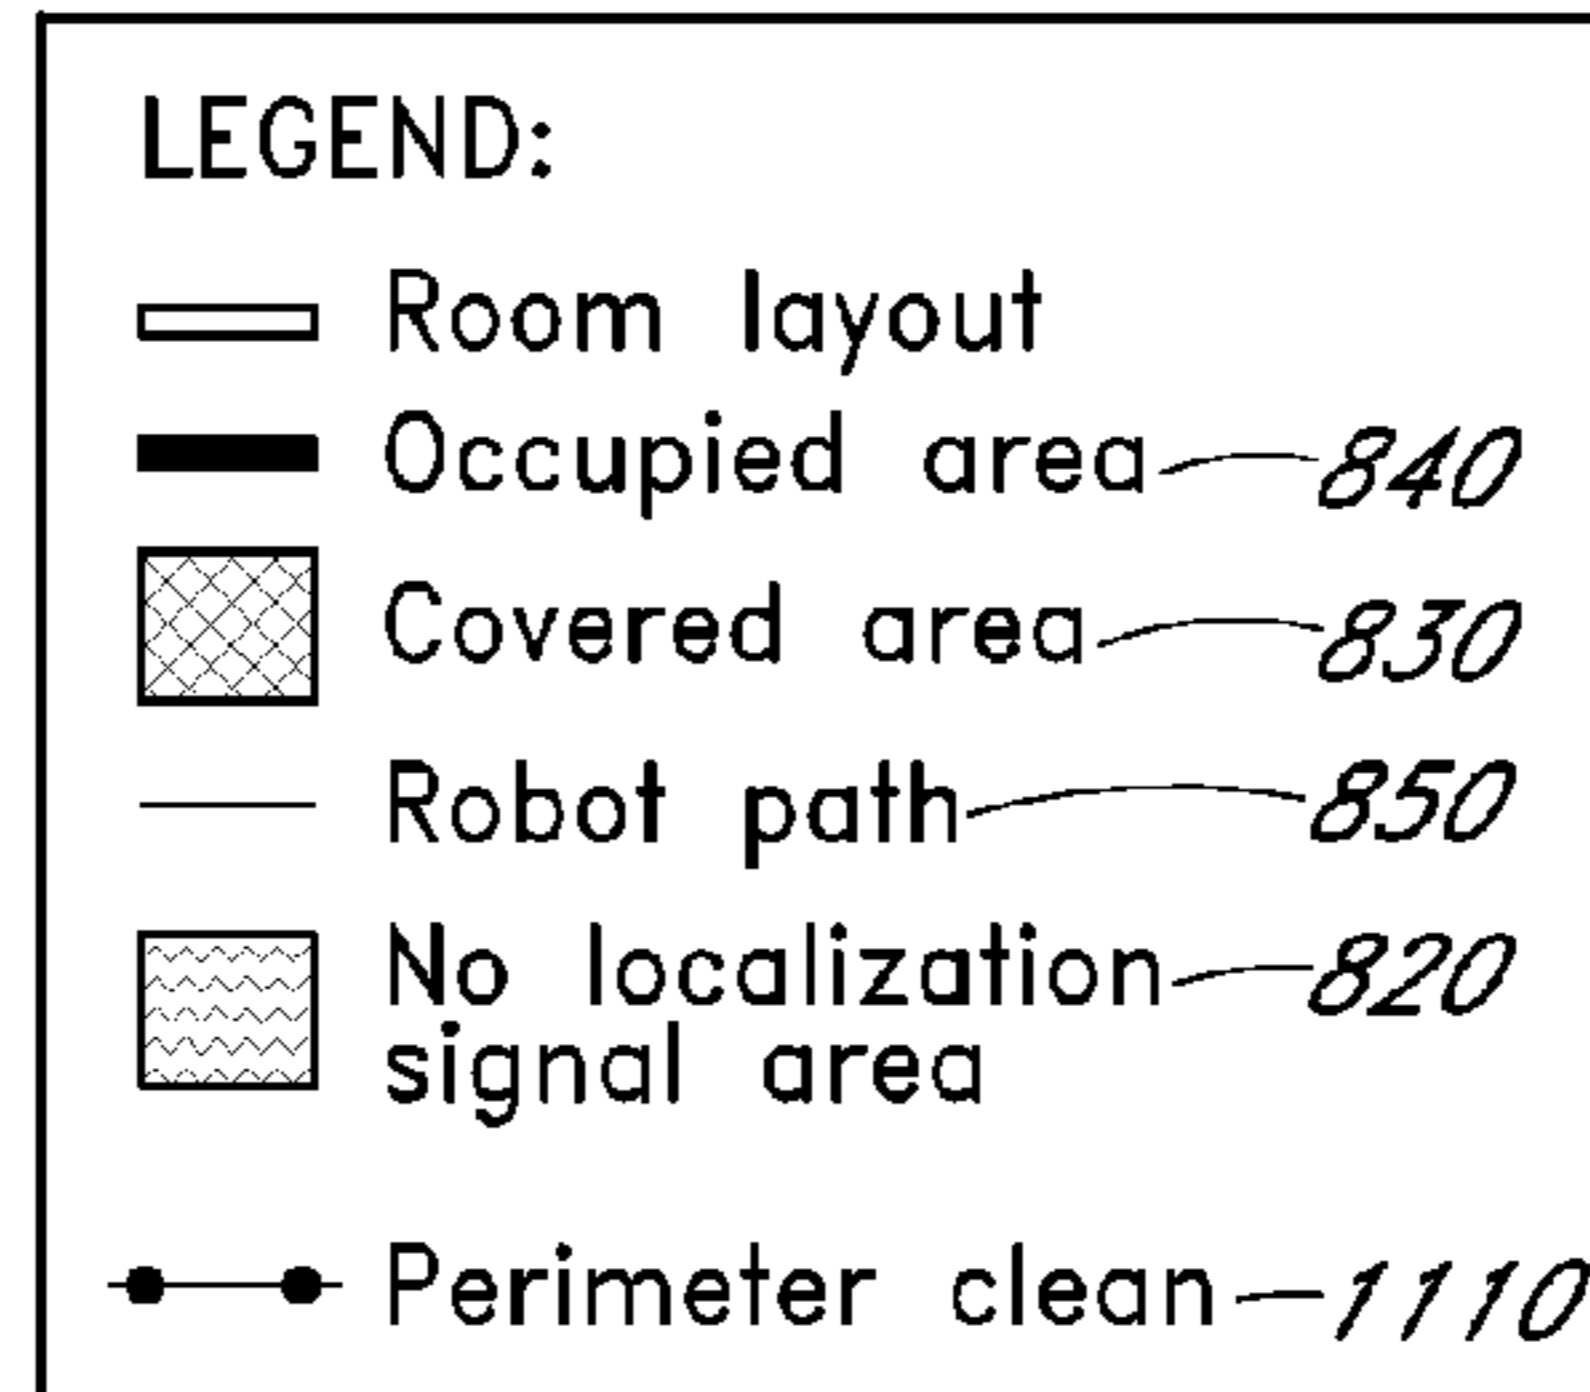 LEGEND:
Room layout
Occupied area 840
Covered area 830
Robot path 850
No localization 820
signal area
Perimeter clean 1110